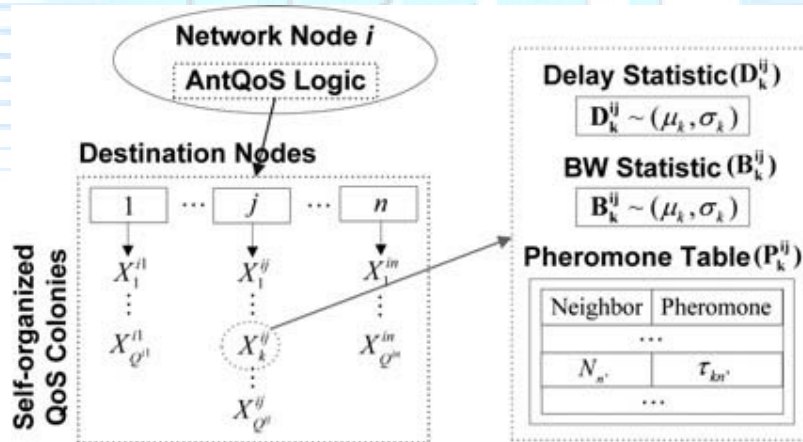 Network Node i
AntQoS Logic
Destination Nodes
1 ... j ... n
X_1^{i1} X_1^{ij} X_1^{in}
⋮ ⋮ ⋮
X_{Q^{i1}}^{i1} X_k^{ij} X_{Q^{in}}^{in}
⋮
X_{Q^{ij}}^{ij}
Self-organized
QoS Colonies
Delay Statistic(D_k^{ij})
D_k^{ij} ~ (μ_k, σ_k)
BW Statistic (B_k^{ij})
B_k^{ij} ~ (μ_k, σ_k)
Pheromone Table(P_k^{ij})
Neighbor Pheromone
...
N_{n'} τ_{kn'}
...